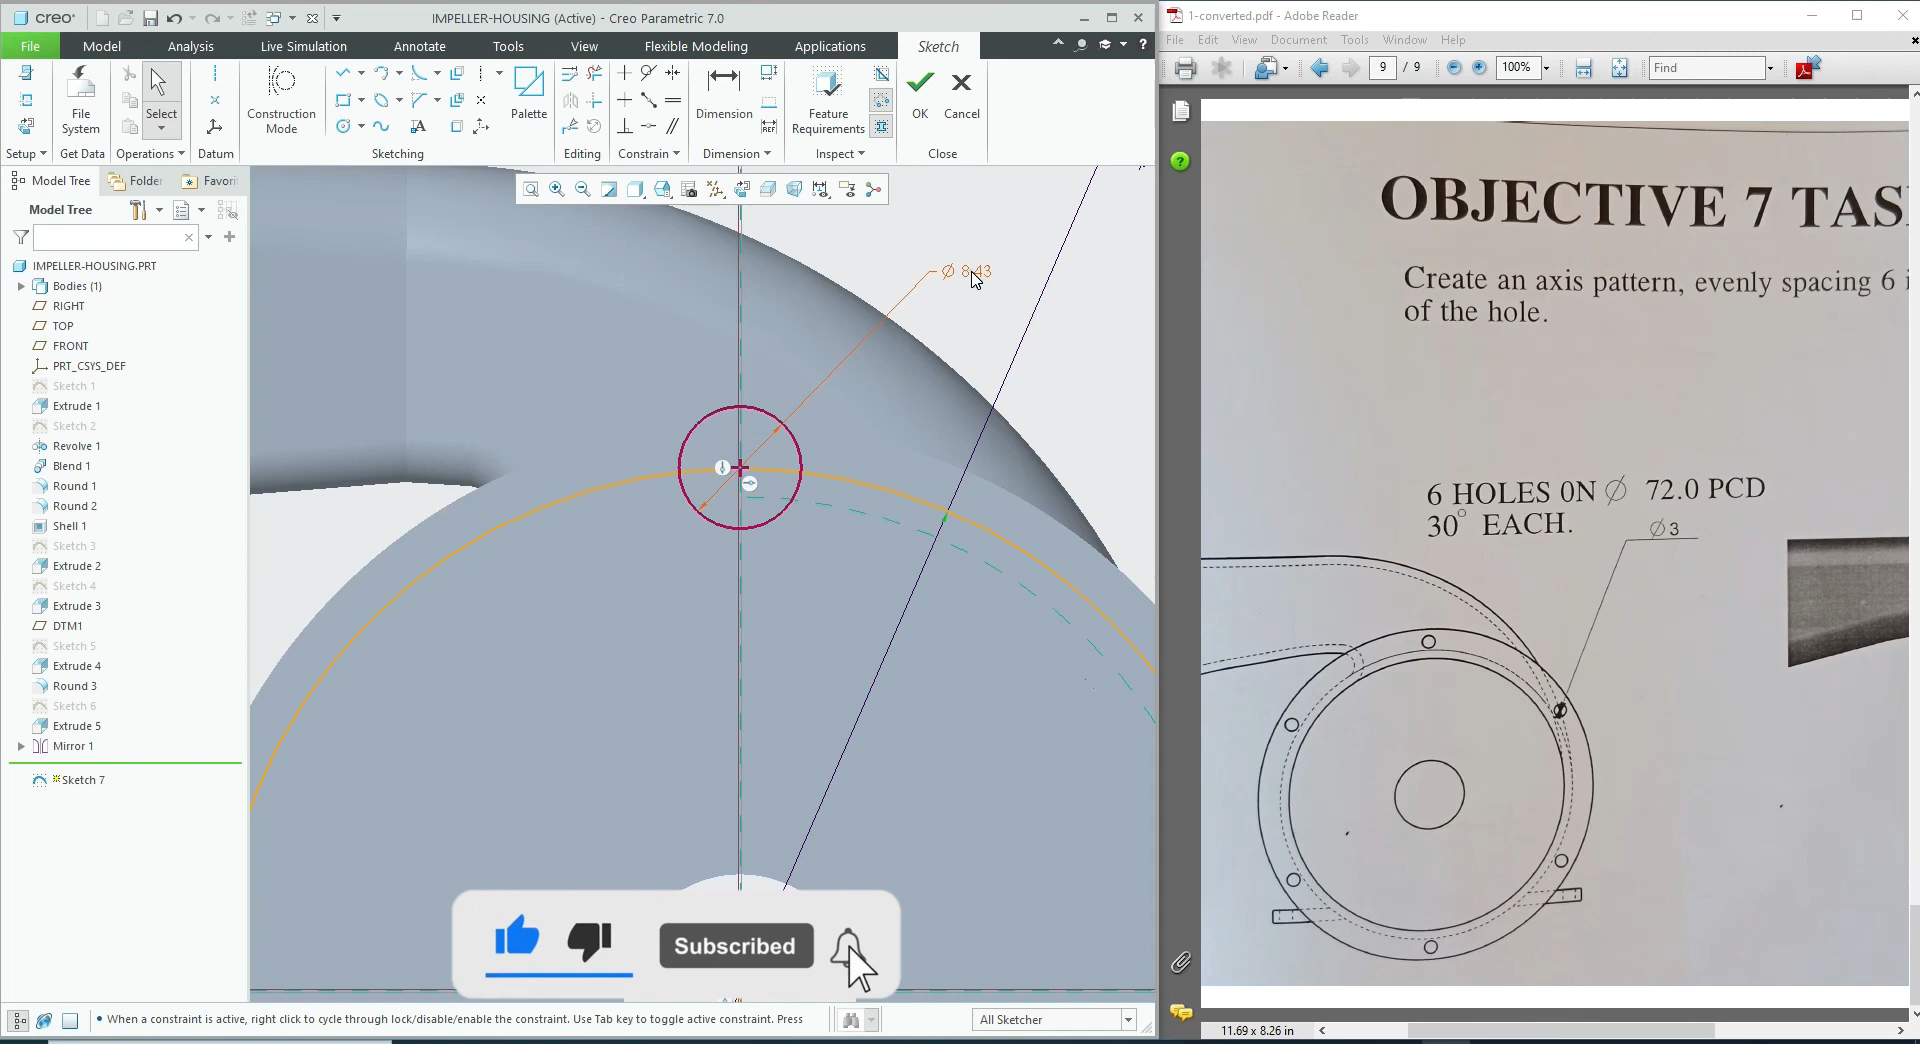 creo
IMPELLER-HOUSING (Active) - Creo Parametric 7.0
File
Model
Analysis
Live Simulation
Annotate
Tools
View
Flexible Modeling
Applications
Sketch
File
System
Construction
Mode
Select
Palette
Dimension
Feature
Requirements
OK
Cancel
Setup
Get Data
Operations
Datum
Sketching
Editing
Constrain
Dimension
Inspect
Close
Model Tree
Folder
Favori
Model Tree
IMPELLER-HOUSING.PRT
Bodies (1)
RIGHT
TOP
FRONT
PRT_CSYS_DEF
Sketch 1
Extrude 1
Sketch 2
Revolve 1
Blend 1
Round 1
Round 2
Shell 1
Sketch 3
Extrude 2
Sketch 4
Extrude 3
DTM1
Sketch 5
Extrude 4
Round 3
Sketch 6
Extrude 5
Mirror 1
Sketch 7
∅ 8.43
Subscribed
• When a constraint is active, right click to cycle through lock/disable/enable the constraint. Use Tab key to toggle active constraint. Press
All Sketcher
1-converted.pdf - Adobe Reader
File Edit View Document Tools Window Help
9 / 9
100%
Find
OBJECTIVE 7 TAS
Create an axis pattern, evenly spacing 6 i
of the hole.
6 HOLES 0N ∅ 72.0 PCD
30° EACH.
∅3
11.69 x 8.26 in